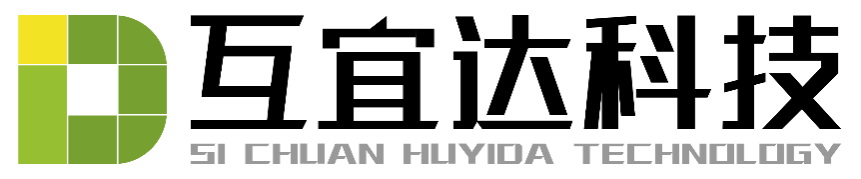 互宜达科技
SI CHUAN HUYIDA TECHNOLOGY